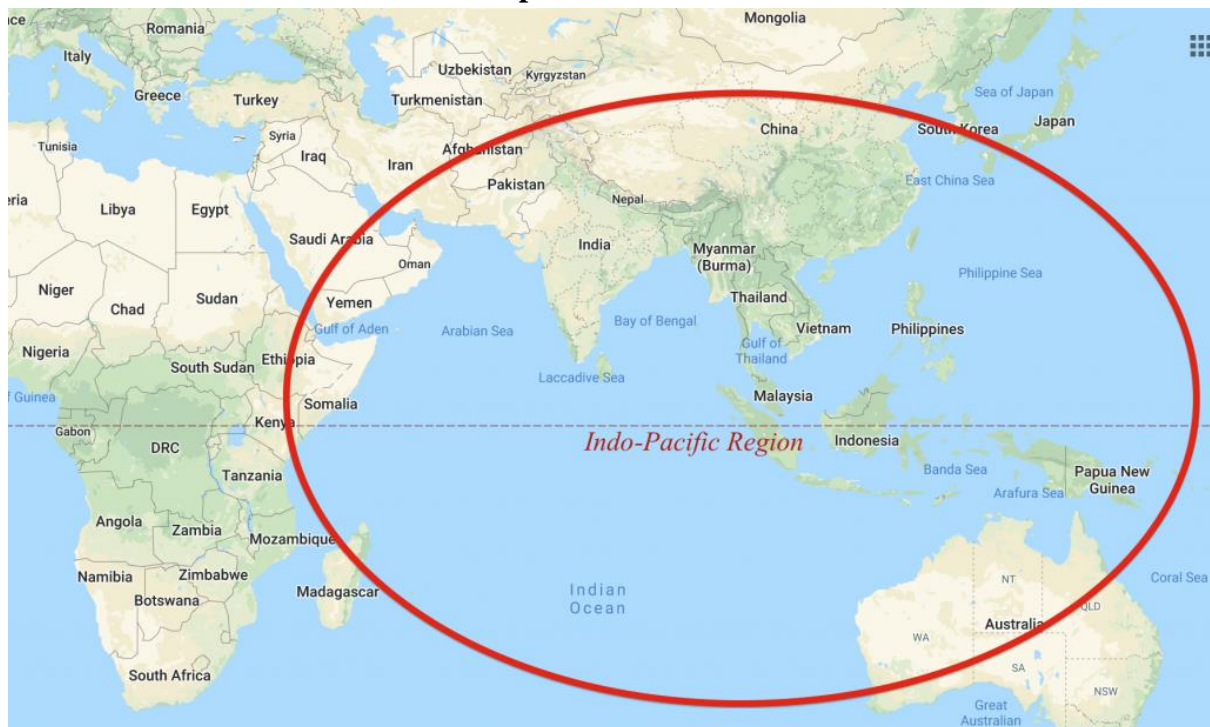 Romania
Mongolia
Italy
Uzbekistan
Kyrgyzstan
Greece
Turkey
Turkmenistan
Sea of Japan
Japan
China
South Korea
Tunisia
Syria
Afghanistan
Iraq
Iran
Pakistan
East China Sea
Nepal
Libya
Egypt
Saudi Arabia
India
Myanmar
(Burma)
Oman
Philippine Sea
Niger
Chad
Sudan
Yemen
Thailand
Gulf of Aden
Arabian Sea
Bay of Bengal
Vietnam
Philippines
Nigeria
South Sudan
Ethiopia
Gulf of
Thailand
Laccadive Sea
Malaysia
f Guinea
Somalia
Kenya
Gabon
DRC
Indo-Pacific Region
Indonesia
Tanzania
Banda Sea
Papua New
Guinea
Arafura Sea
Angola
Zambia
Mozambique
Namibia
Zimbabwe
Botswana
Madagascar
Indian
Ocean
NT
Coral Sea
QLD
Australia
WA
South Africa
SA
NSW
Great
Australian